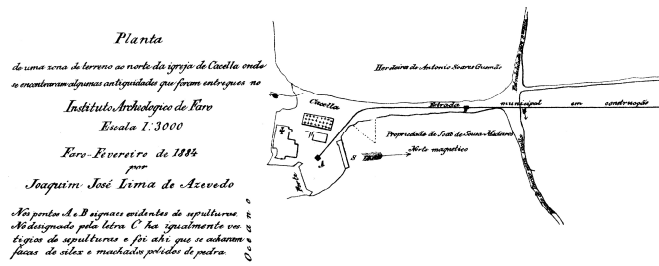 Planta
de uma zona de terreno ao norte da igreja de Cacella onde
se encontraram algumas antiguidades que foram entregues no
Instituto Archeologico de Faro
Escala 1:3000
Faro-Fevereiro de 1884
por
Joaquim José Lima de Azevedo
Nos pontos A e B signaes evidentes de sepulturas.
No designado pela letra C ha igualmente ves-
tigios de sepulturas e foi ahi que se acharam
facas de silex e machados polidos de pedra.
Herdeiros de Antonio Soares Gusmão
Cacella
Estrada municipal em construcção
Propriedade de José de Sousa Madeira
Norte magnetico
S
Forte
Oceano